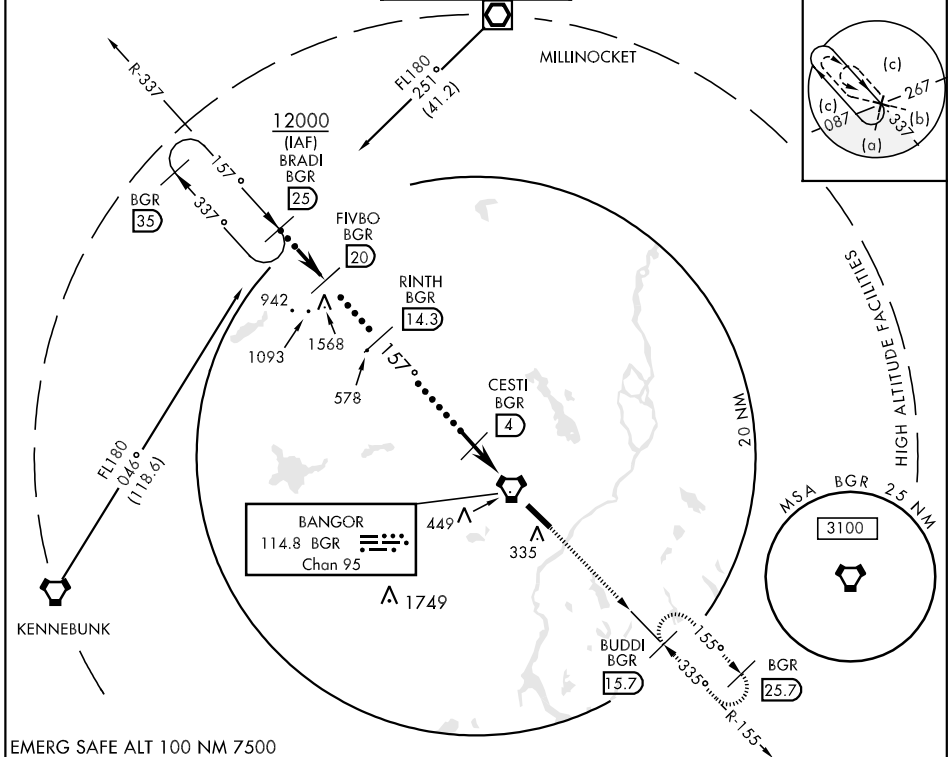 MILLINOCKET
FL180
251°
(41.2)
R-337
12000
(IAF)
BRADI
BGR
25
157°
337°
BGR
35
FIVBO
BGR
20
RINTH
BGR
14.3
942
1093
1568
578
157°
CESTI
BGR
4
20 NM
HIGH ALTITUDE FACILITIES
(c)
267
(c)
087
337
(b)
(a)
FL180
046°
(118.6)
KENNEBUNK
BANGOR
114.8 BGR
Chan 95
449
335
1749
MSA BGR 25 NM
3100
BUDDI
BGR
15.7
155°
335°
BGR
25.7
R-155
EMERG SAFE ALT 100 NM 7500